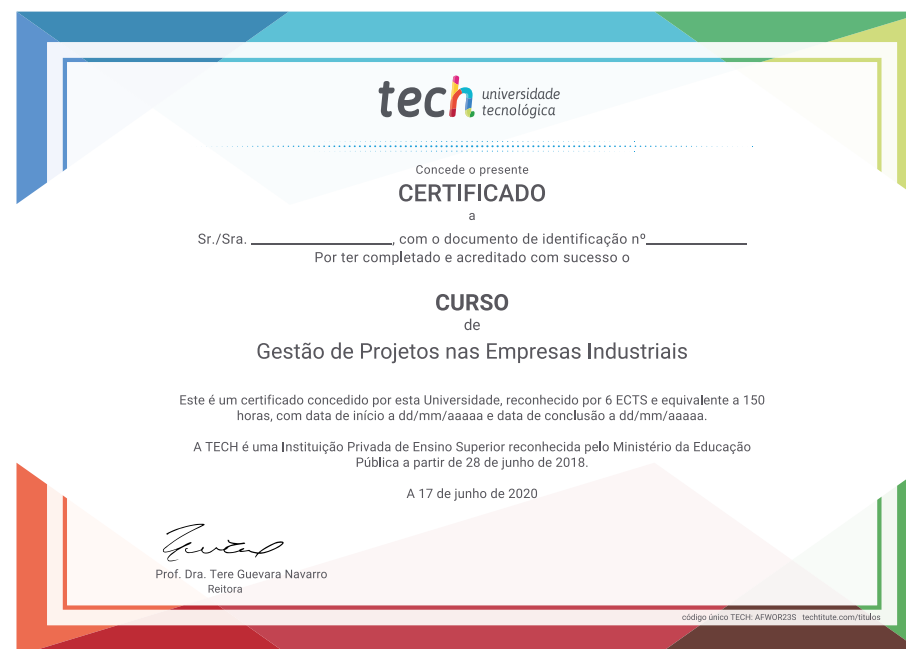 tech universidade
tecnológica
Concede o presente
CERTIFICADO
a
Sr./Sra. ____________________, com o documento de identificação nº______________
Por ter completado e acreditado com sucesso o
CURSO
de
Gestão de Projetos nas Empresas Industriais
Este é um certificado concedido por esta Universidade, reconhecido por 6 ECTS e equivalente a 150
horas, com data de início a dd/mm/aaaaa e data de conclusão a dd/mm/aaaaa.
A TECH é uma Instituição Privada de Ensino Superior reconhecida pelo Ministério da Educação
Pública a partir de 28 de junho de 2018.
A 17 de junho de 2020
Prof. Dra. Tere Guevara Navarro
Reitora
código único TECH: AFWOR23S techtitute.com/titulos